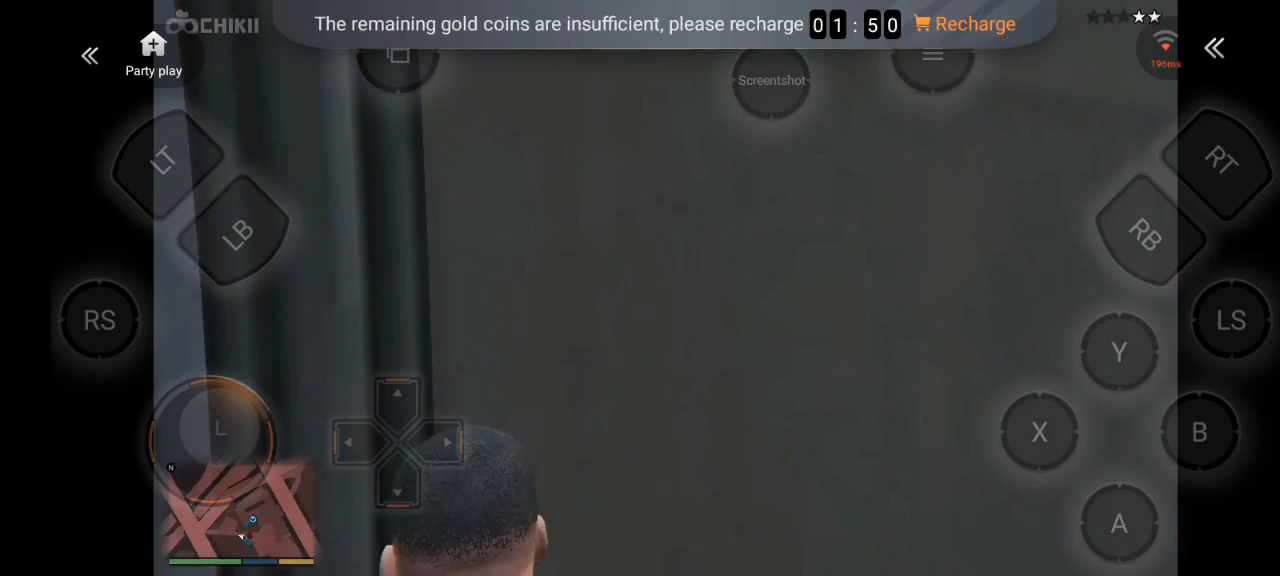 CHIKII
The remaining gold coins are insufficient, please recharge 01:50 Recharge
Party play
Screenshot
196ms
LT
RT
LB
RB
RS
LS
Y
L
X
B
N
A